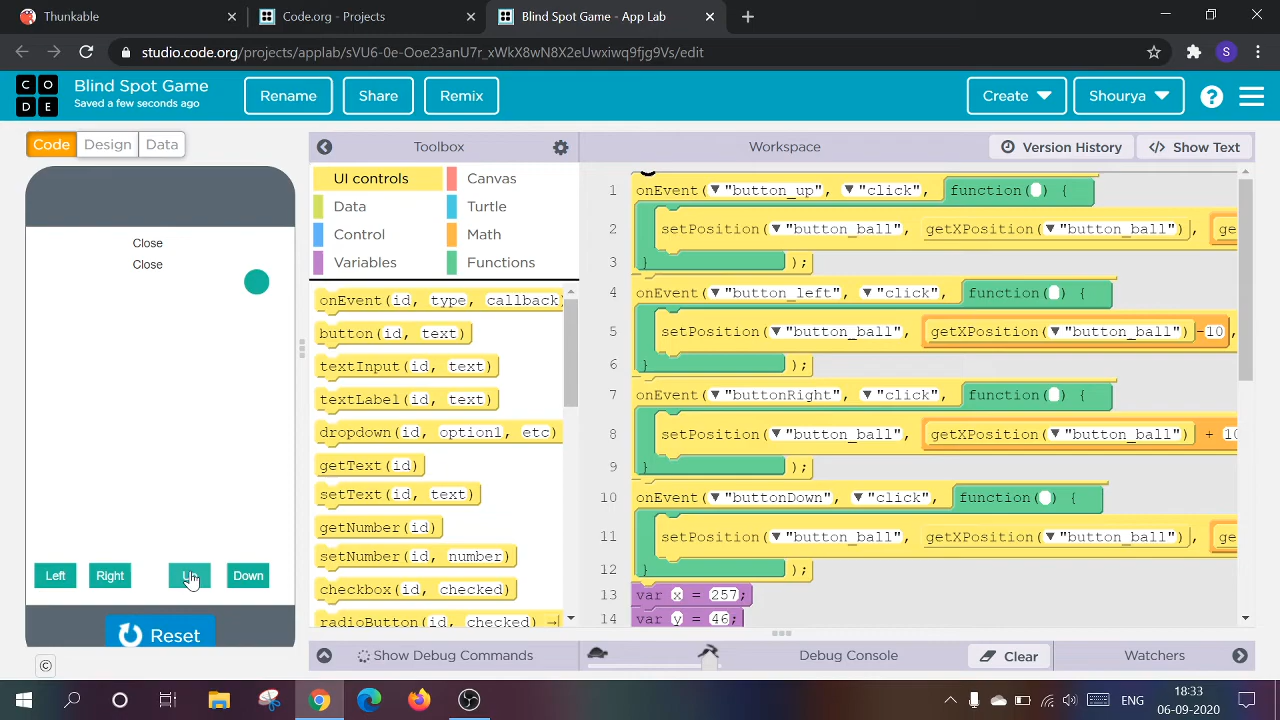 Thunkable
Code.org - Projects
Blind Spot Game - App Lab
studio.code.org/projects/applab/sVU6-0e-Ooe23anU7r_xWkX8wN8X2eUwxiwq9fjg9Vs/edit
S
C O
D E
Blind Spot Game
Saved a few seconds ago
Rename
Share
Remix
Create
Shourya
?
Code
Design
Data
Toolbox
Workspace
Version History
</> Show Text
UI controls
Canvas
Data
Turtle
Control
Math
Variables
Functions
onEvent(id, type, callback)
button(id, text)
textInput(id, text)
textLabel(id, text)
dropdown(id, option1, etc)
getText(id)
setText(id, text)
getNumber(id)
setNumber(id, number)
checkbox(id, checked)
radioButton(id, checked)
Close
Close
Left
Right
Down
Reset
©
1 onEvent("button_up", "click", function() {
2 setPosition("button_ball", getXPosition("button_ball"), ge
3 } );
4 onEvent("button_left", "click", function() {
5 setPosition("button_ball", getXPosition("button_ball") -10,
6 } );
7 onEvent("buttonRight", "click", function() {
8 setPosition("button_ball", getXPosition("button_ball") + 10
9 } );
10 onEvent("buttonDown", "click", function() {
11 setPosition("button_ball", getXPosition("button_ball"), ge
12 } );
13 var x = 257;
14 var y = 46;
Show Debug Commands
Debug Console
Clear
Watchers
ENG
18:33
06-09-2020